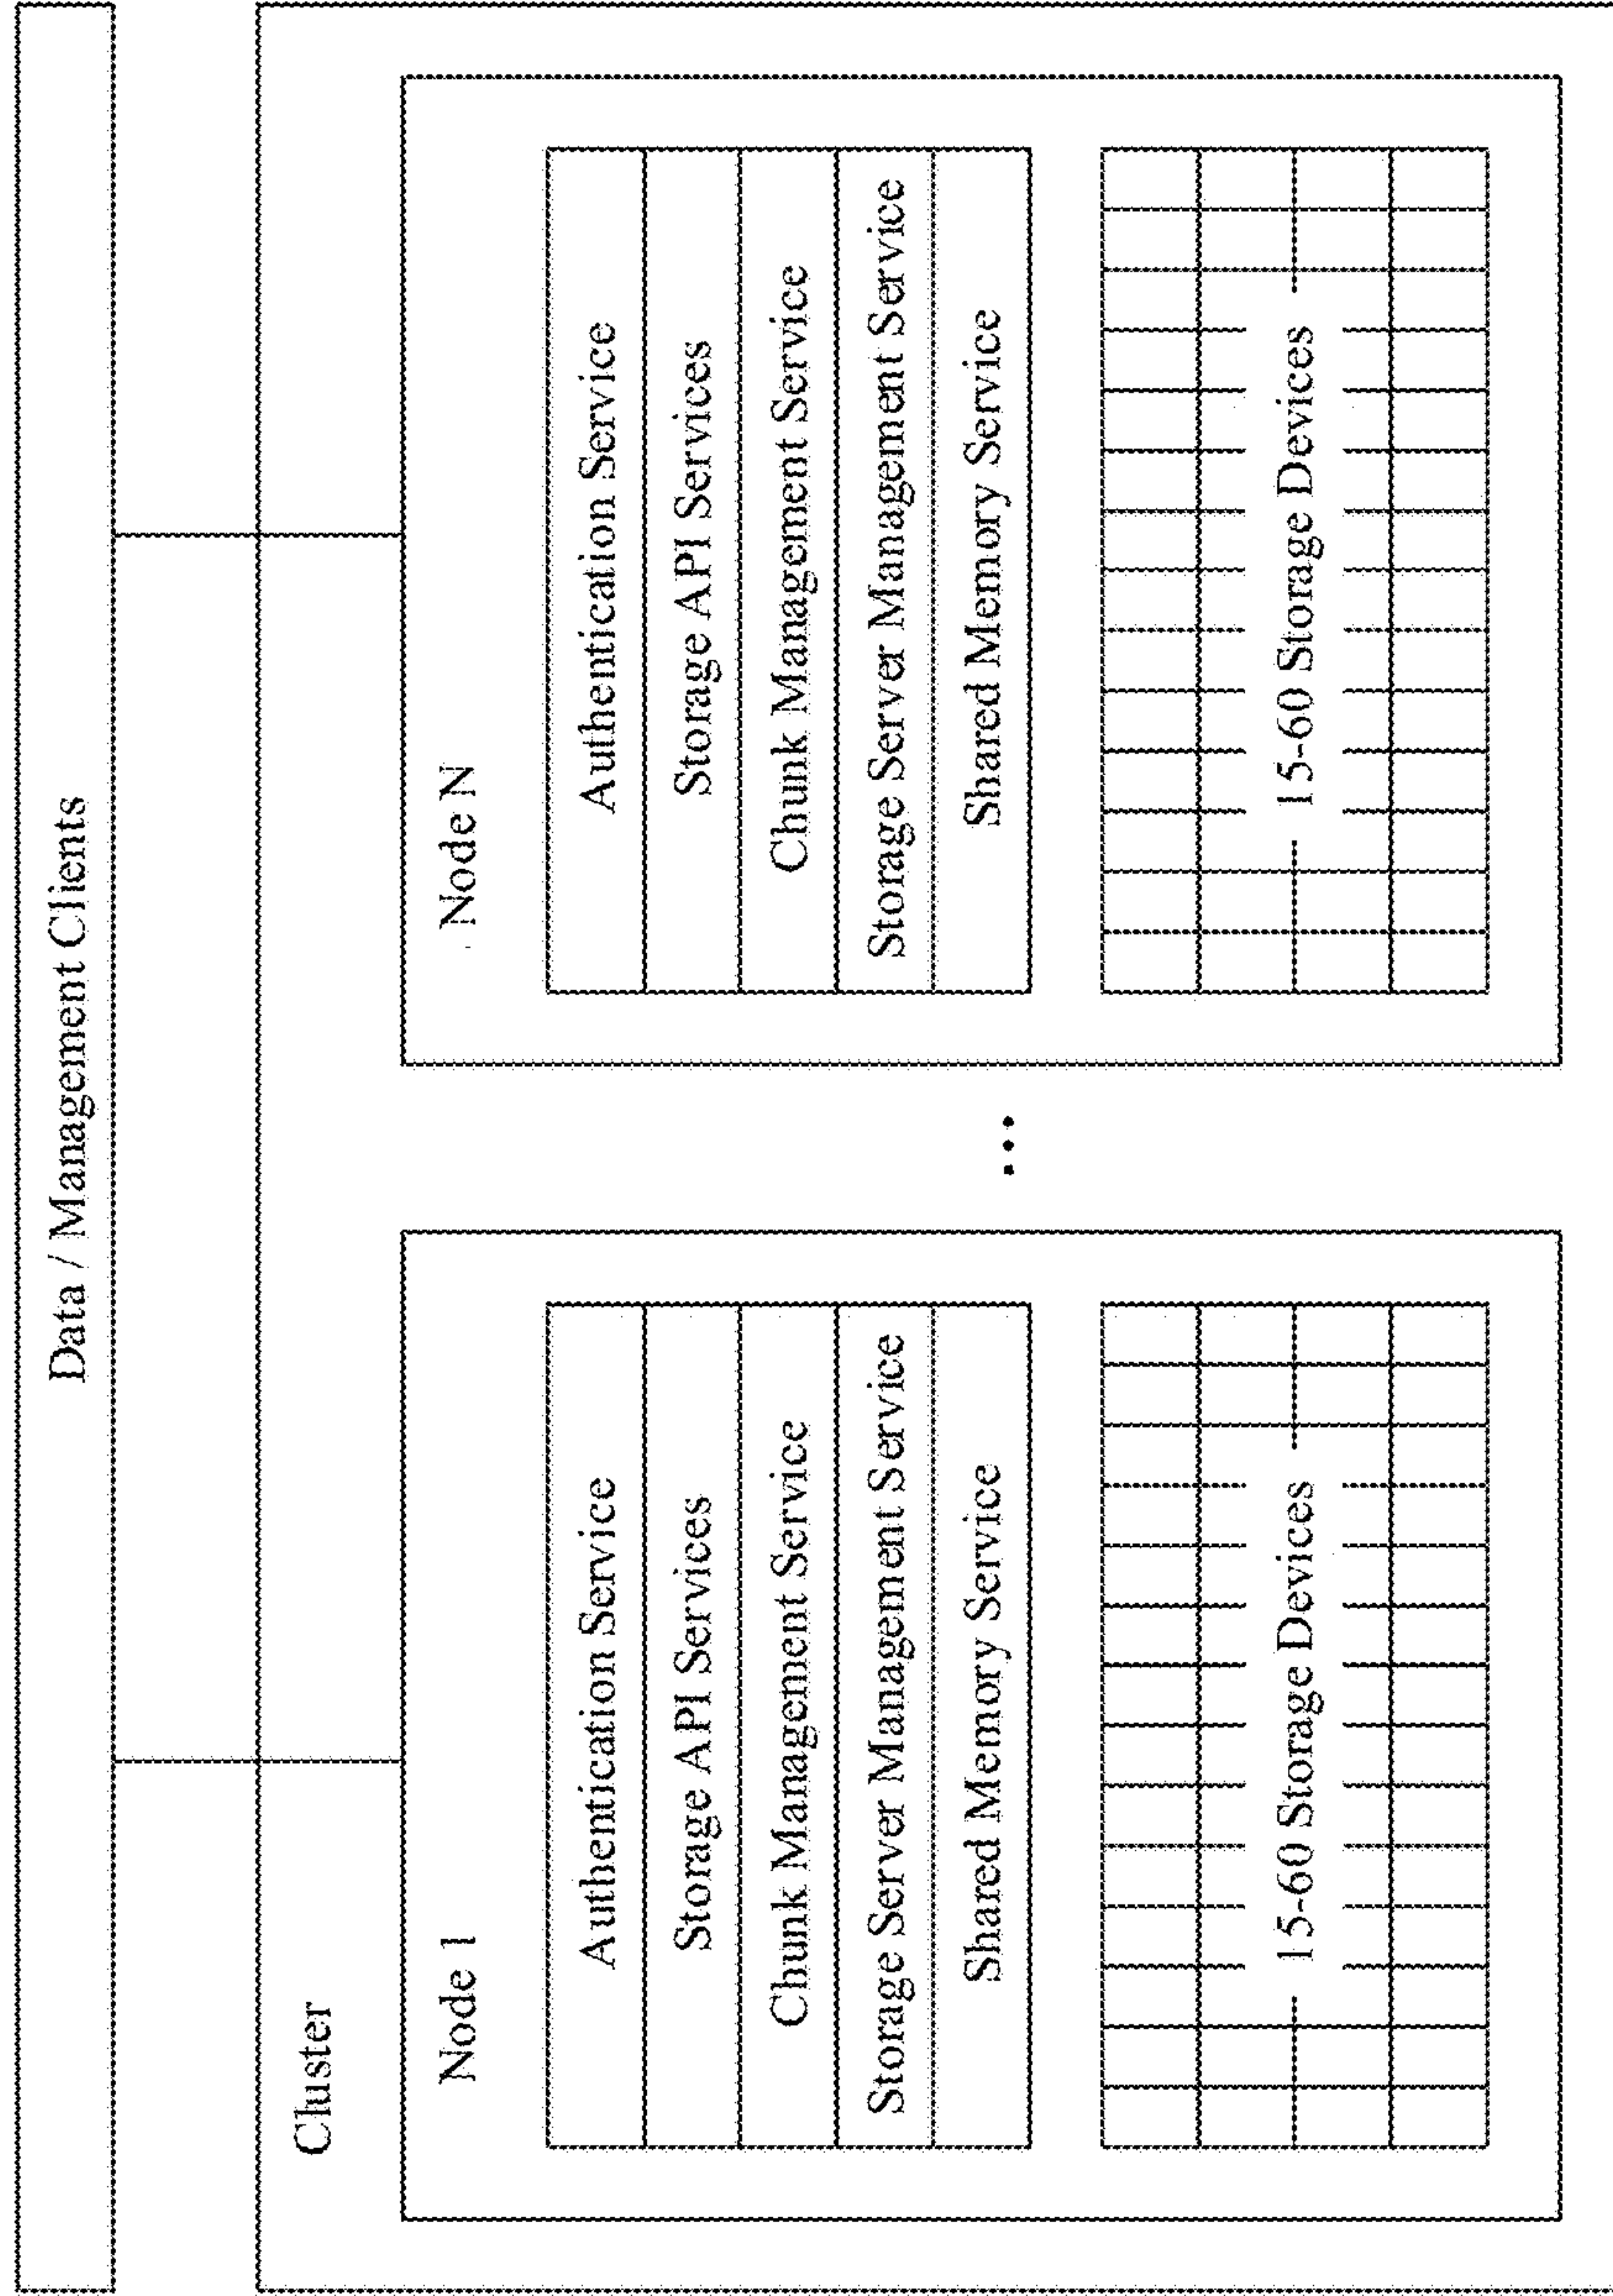 Data / Management Clients
Cluster
Node 1
Authentication Service
Storage API Services
Chunk Management Service
Storage Server Management Service
Shared Memory Service
15-60 Storage Devices
...
Node N
Authentication Service
Storage API Services
Chunk Management Service
Storage Server Management Service
Shared Memory Service
15-60 Storage Devices